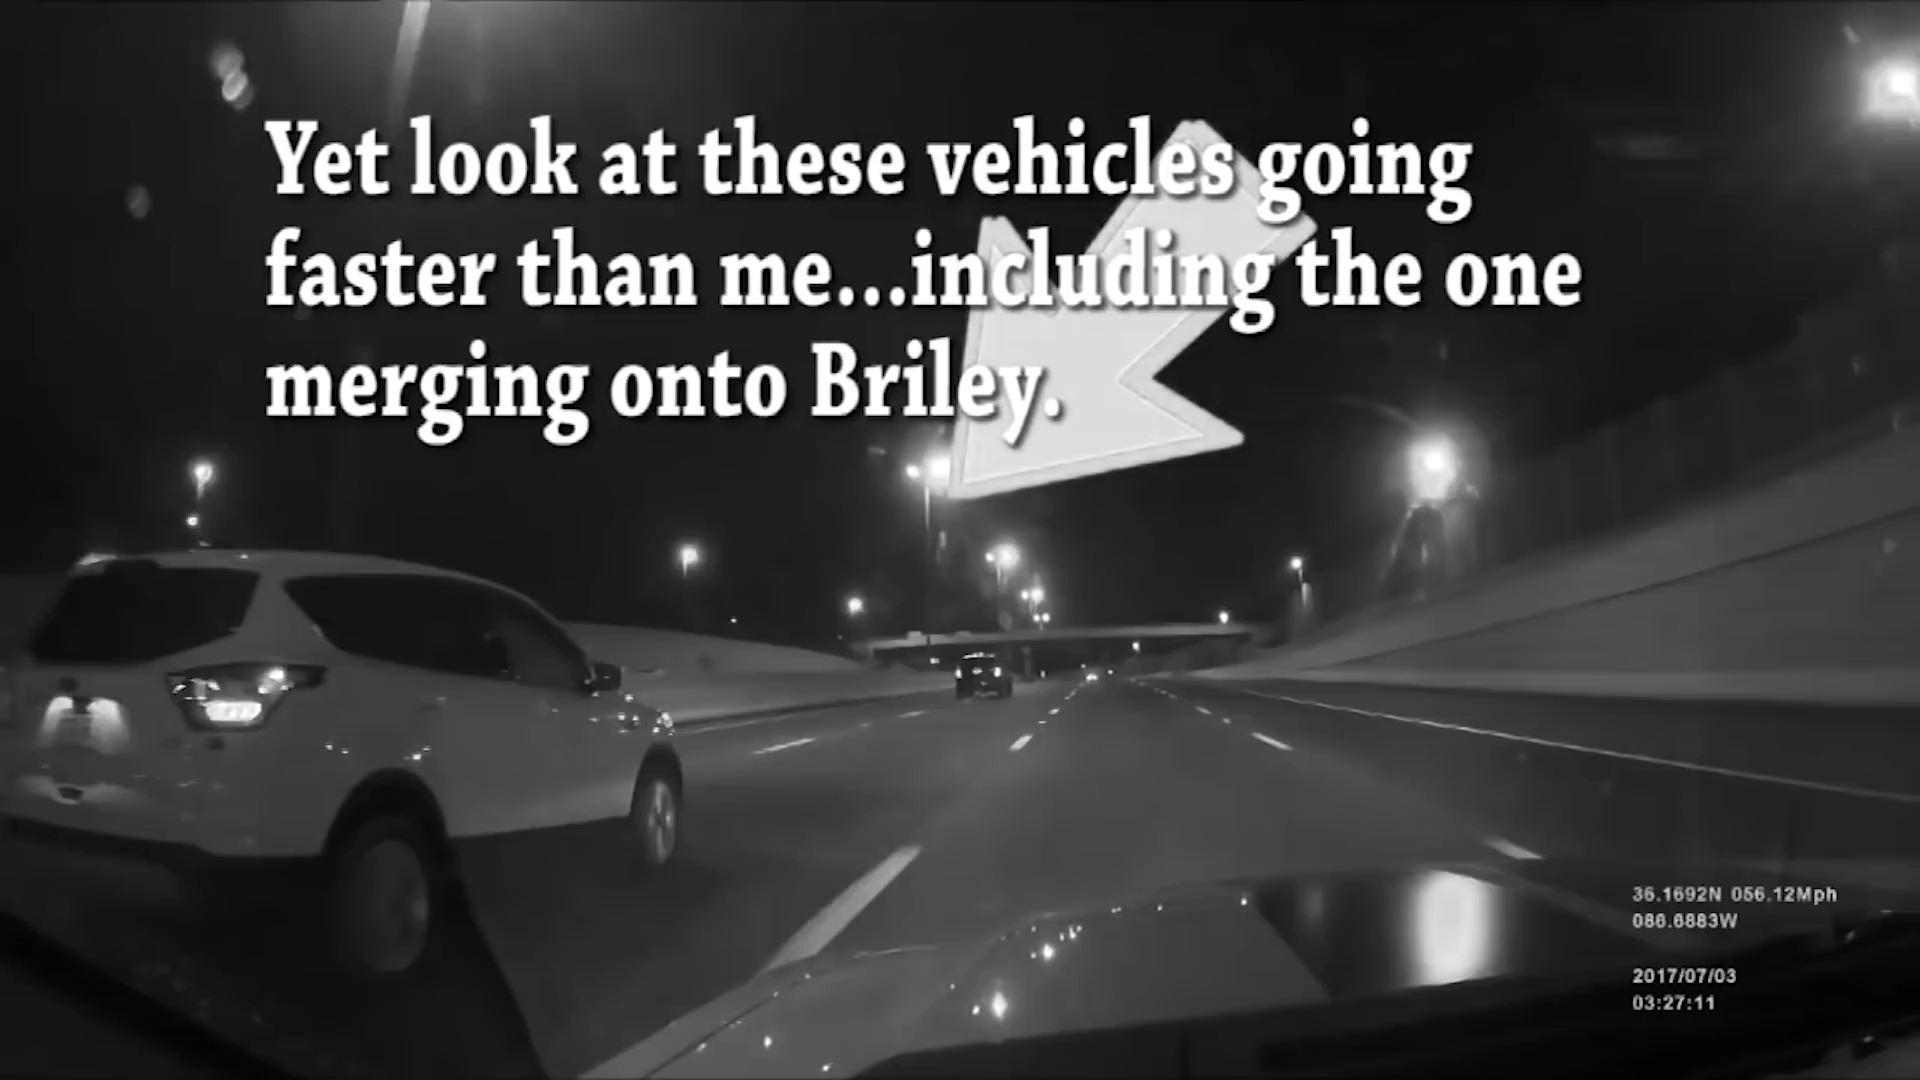 Yet look at these vehicles going
faster than me...including the one
merging onto Briley.
36.1692N 056.12Mph
086.6883W
2017/07/03
03:27:11